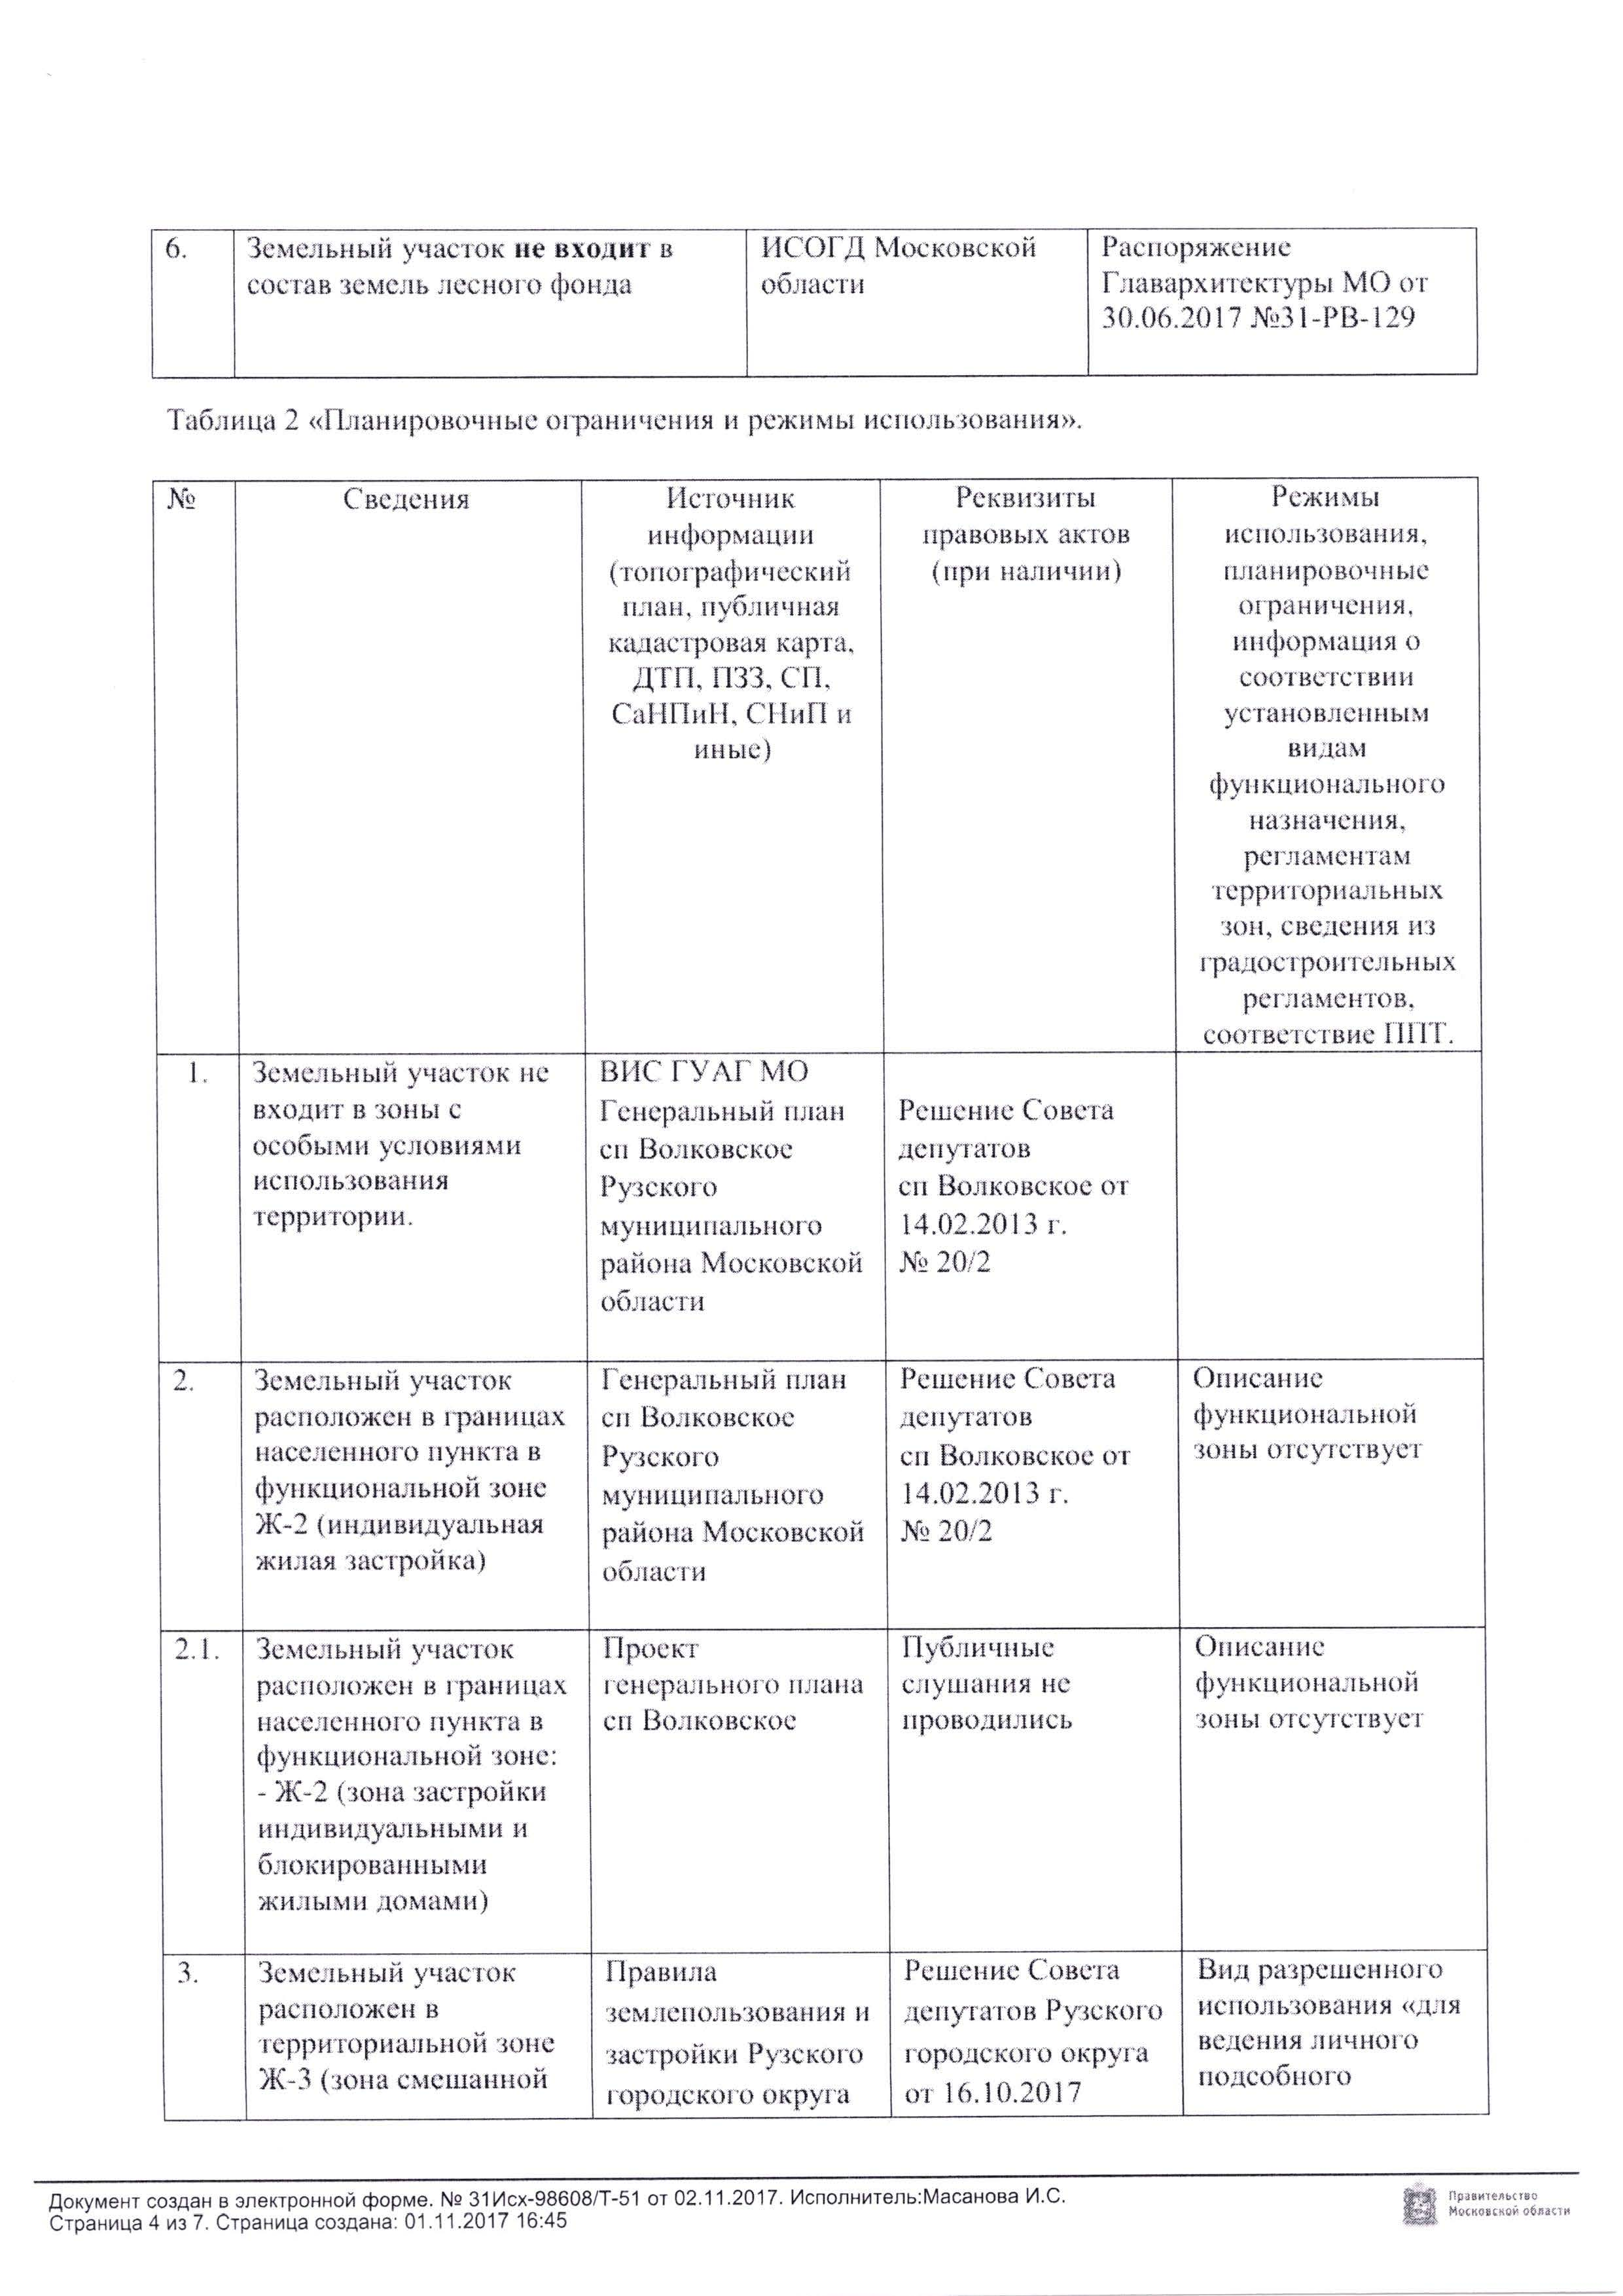 6.
Земельный участок не входит в
состав земель лесного фонда
ИСОГД Московской
области
Распоряжение
Главархитектуры МО от
30.06.2017 №31-РВ-129
Таблица 2 «Планировочные ограничения и режимы использования».
№
Сведения
Источник
информации
(топографический
план, публичная
кадастровая карта,
ДТП, ПЗЗ, СП,
СаНПиН, СНиП и
иные)
Реквизиты
правовых актов
(при наличии)
Режимы
использования,
планировочные
ограничения,
информация о
соответствии
установленным
видам
функционального
назначения,
регламентам
территориальных
зон, сведения из
градостроительных
регламентов,
соответствие ППТ.
1.
Земельный участок не
входит в зоны с
особыми условиями
использования
территории.
ВИС ГУАГ МО
Генеральный план
сп Волковское
Рузского
муниципального
района Московской
области
Решение Совета
депутатов
сп Волковское от
14.02.2013 г.
№ 20/2
2.
Земельный участок
расположен в границах
населенного пункта в
функциональной зоне
Ж-2 (индивидуальная
жилая застройка)
Генеральный план
сп Волковское
Рузского
муниципального
района Московской
области
Решение Совета
депутатов
сп Волковское от
14.02.2013 г.
№ 20/2
Описание
функциональной
зоны отсутствует
2.1.
Земельный участок
расположен в границах
населенного пункта в
функциональной зоне:
- Ж-2 (зона застройки
индивидуальными и
блокированными
жилыми домами)
Проект
генерального плана
сп Волковское
Публичные
слушания не
проводились
Описание
функциональной
зоны отсутствует
3.
Земельный участок
расположен в
территориальной зоне
Ж-3 (зона смешанной
Правила
землепользования и
застройки Рузского
городского округа
Решение Совета
депутатов Рузского
городского округа
от 16.10.2017
Вид разрешенного
использования «для
ведения личного
подсобного
Документ создан в электронной форме. № 31Исх-98608/Т-51 от 02.11.2017. Исполнитель:Масанова И.С.
Страница 4 из 7. Страница создана: 01.11.2017 16:45
Правительство
Московской области